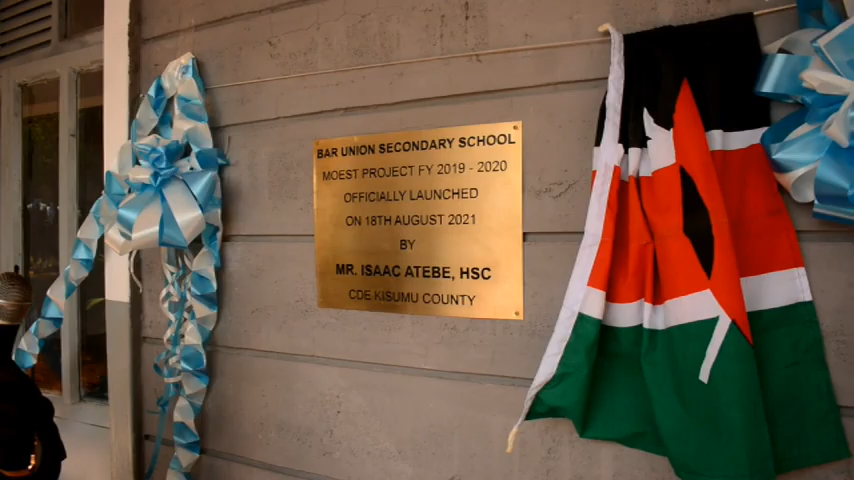 BAR UNION SECONDARY SCHOOL
MOEST PROJECT FY 2019 - 2020
OFFICIALLY LAUNCHED
ON 18TH AUGUST 2021
BY
MR. ISAAC ATEBE, HSC
CDE KISUMU COUNTY